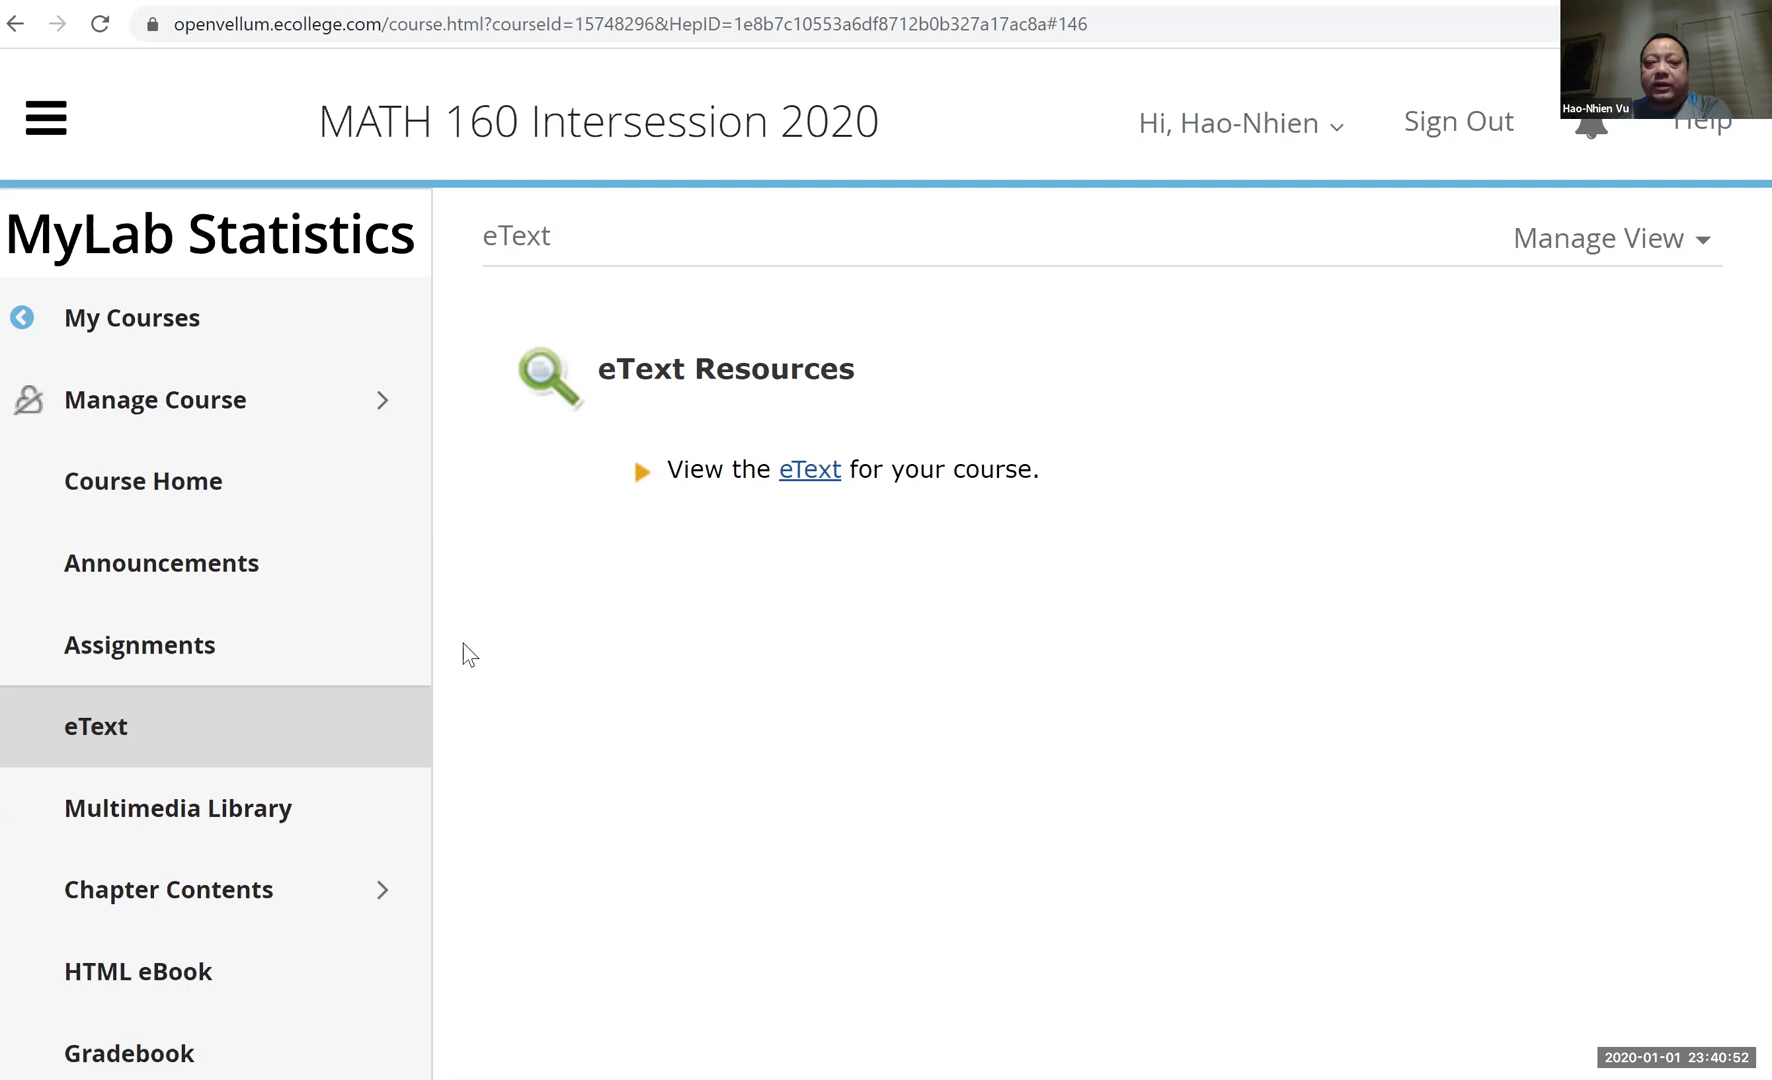 openvellum.ecollege.com/course.html?courseId=15748296&HepID=1e8b7c10553a6df8712b0b327a17ac8a#146
Hao-Nhien Vu
MATH 160 Intersession 2020
Hi, Hao-Nhien
Sign Out
Help
MyLab Statistics
My Courses
Manage Course
Course Home
Announcements
Assignments
eText
Multimedia Library
Chapter Contents
HTML eBook
Gradebook
eText
Manage View
eText Resources
View the eText for your course.
2020-01-01 23:40:52